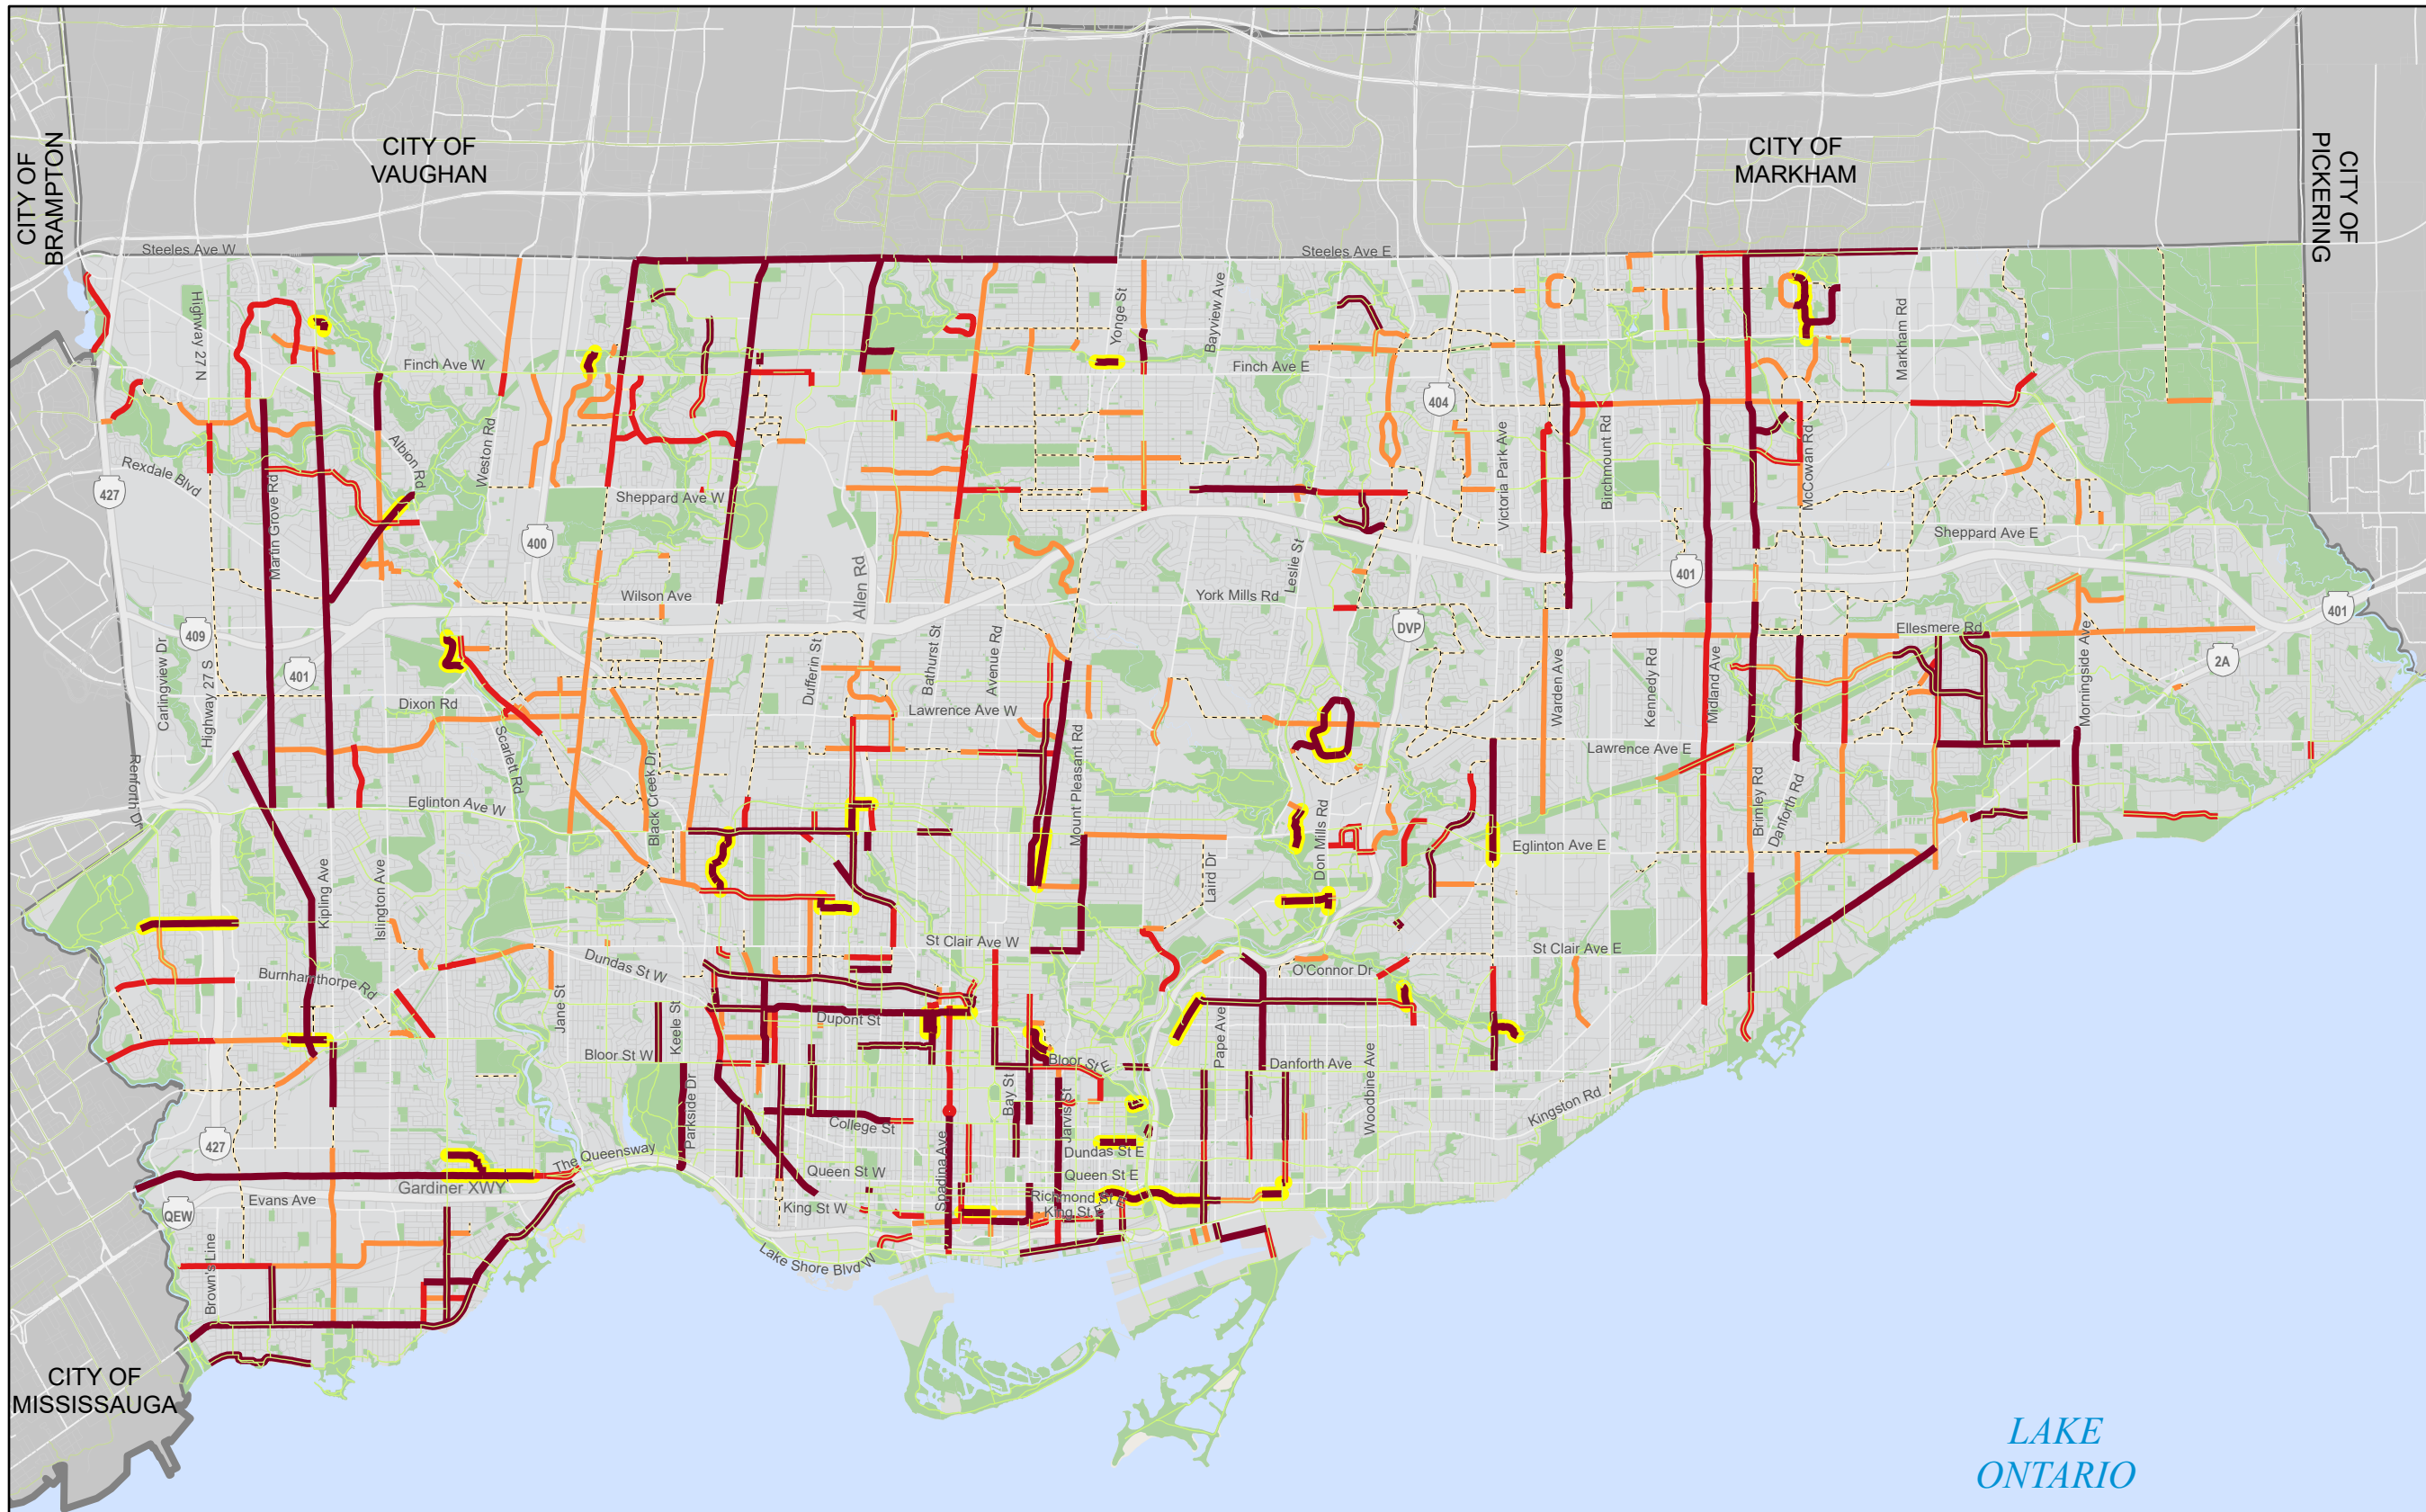 CITY OF
BRAMPTON
CITY OF
VAUGHAN
CITY OF
MARKHAM
CITY OF
PICKERING
Steeles Ave W
Steeles Ave E
Highway 27 N
Finch Ave W
Yonge St
Bayview Ave
Finch Ave E
Markham Rd
404
Rexdale Blvd
Albion Rd
Weston Rd
427
Martin Grove Rd
Sheppard Ave W
Victoria Park Ave
Birchmount Rd
McCowan Rd
400
Sheppard Ave E
Allen Rd
Leslie St
401
Wilson Ave
York Mills Rd
401
409
DVP
Ellesmere Rd
Carlingview Dr
Highway 27 S
401
Dixon Rd
Scarlett Rd
Black Creek Dr
Dufferin St
Bathurst St
Avenue Rd
Lawrence Ave W
Mount Pleasant Rd
Warden Ave
Kennedy Rd
Midland Ave
Morningside Ave
2A
Lawrence Ave E
Renforth Dr
Eglinton Ave W
Don Mills Rd
Brimley Rd
Danforth Rd
Eglinton Ave E
Kipling Ave
Islington Ave
Laird Dr
Burnhamthorpe Rd
Dundas St W
St Clair Ave W
St Clair Ave E
O'Connor Dr
Jane St
Keele St
Dupont St
Pape Ave
Bloor St W
Bloor St E
Danforth Ave
Woodbine Ave
Kingston Rd
Parkside Dr
Bay St
Jarvis St
College St
427
The Queensway
Dundas St E
Spadina Ave
Queen St W
Queen St E
Gardiner XWY
Evans Ave
QEW
King St W
Richmond St E
King St E
Brown's Line
Lake Shore Blvd W
CITY OF
MISSISSAUGA
LAKE
ONTARIO